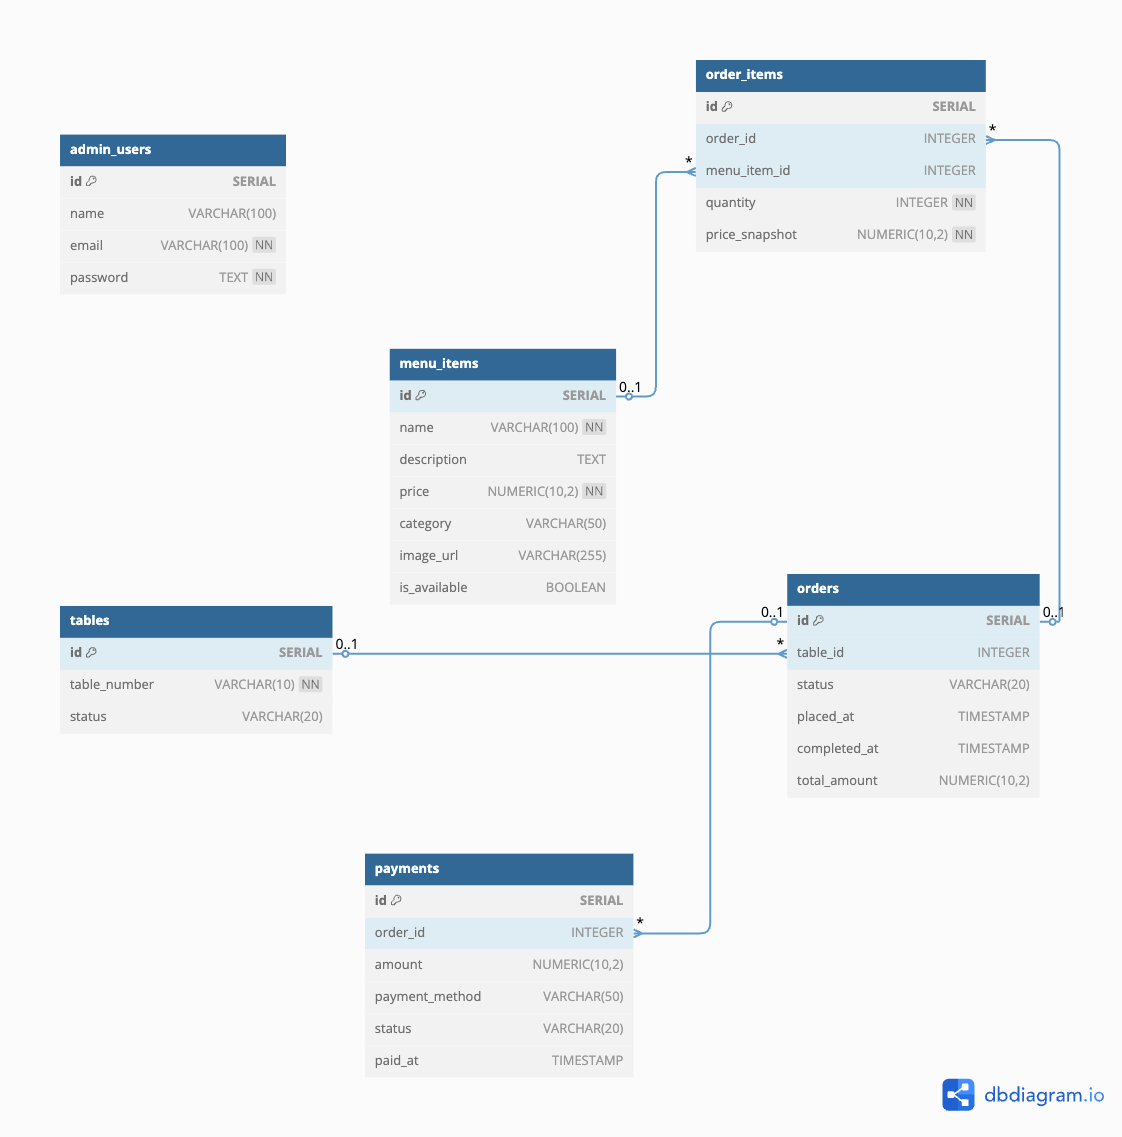 order_items
id SERIAL
order_id INTEGER
menu_item_id INTEGER
quantity INTEGER NN
price_snapshot NUMERIC(10,2) NN
*
*
admin_users
id SERIAL
name VARCHAR(100)
email VARCHAR(100) NN
password TEXT NN
menu_items
id SERIAL
name VARCHAR(100) NN
description TEXT
price NUMERIC(10,2) NN
category VARCHAR(50)
image_url VARCHAR(255)
is_available BOOLEAN
0..1
tables
id SERIAL
table_number VARCHAR(10) NN
status VARCHAR(20)
0..1
orders
id SERIAL
table_id INTEGER
status VARCHAR(20)
placed_at TIMESTAMP
completed_at TIMESTAMP
total_amount NUMERIC(10,2)
0..1
0..1
*
payments
id SERIAL
order_id INTEGER
amount NUMERIC(10,2)
payment_method VARCHAR(50)
status VARCHAR(20)
paid_at TIMESTAMP
*
dbdiagram.io